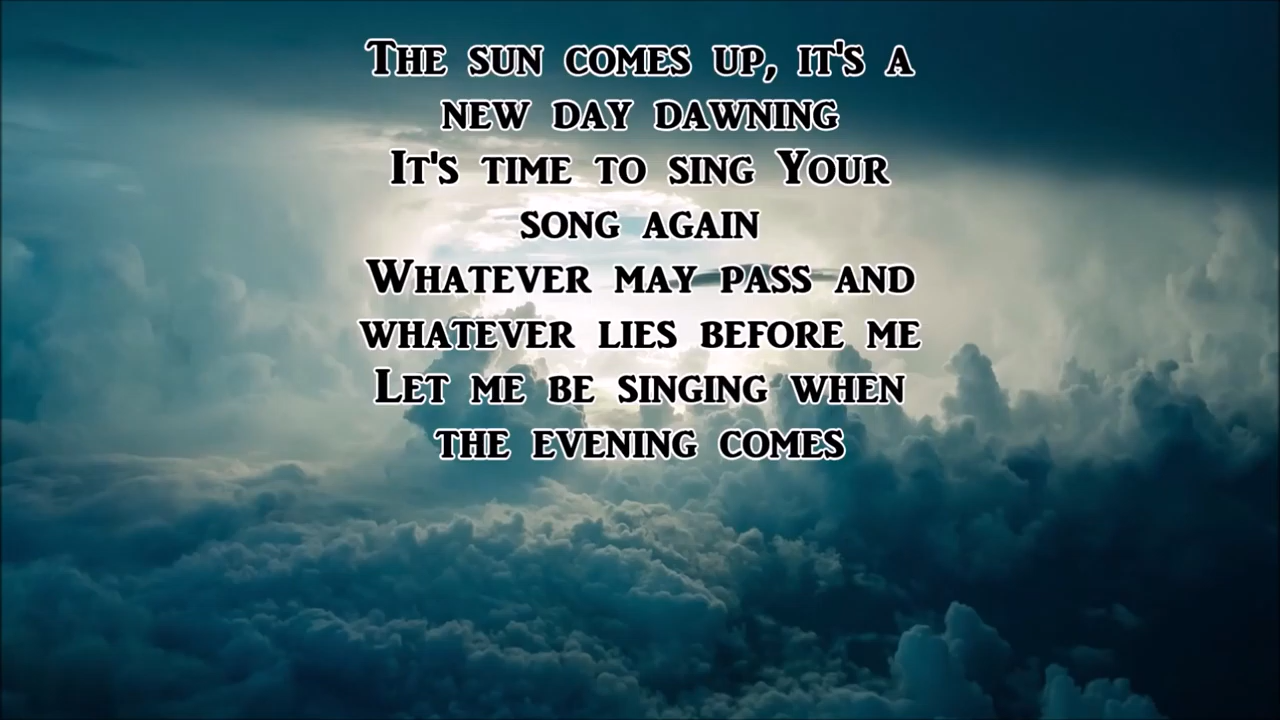 The sun comes up, it's a
new day dawning
It's time to sing Your
song again
Whatever may pass and
whatever lies before me
Let me be singing when
the evening comes